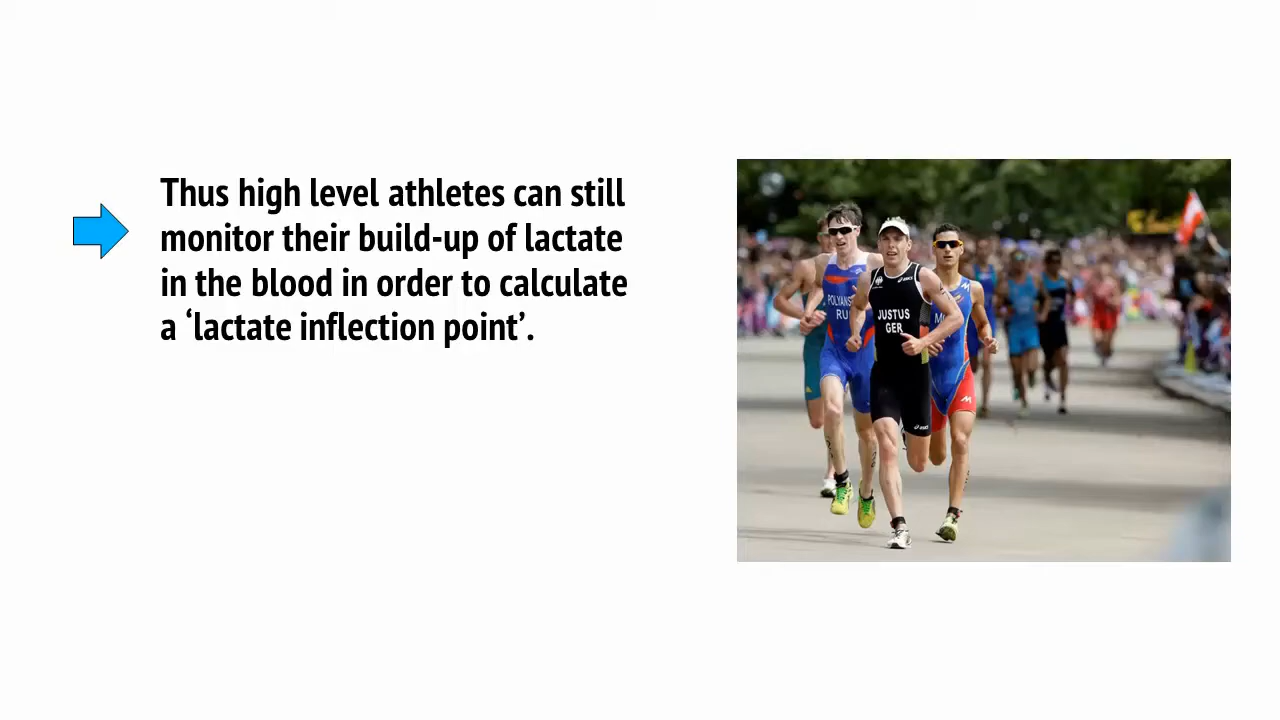 Thus high level athletes can still
monitor their build-up of lactate
in the blood in order to calculate
a ‘lactate inflection point’.
JUSTUS
GER